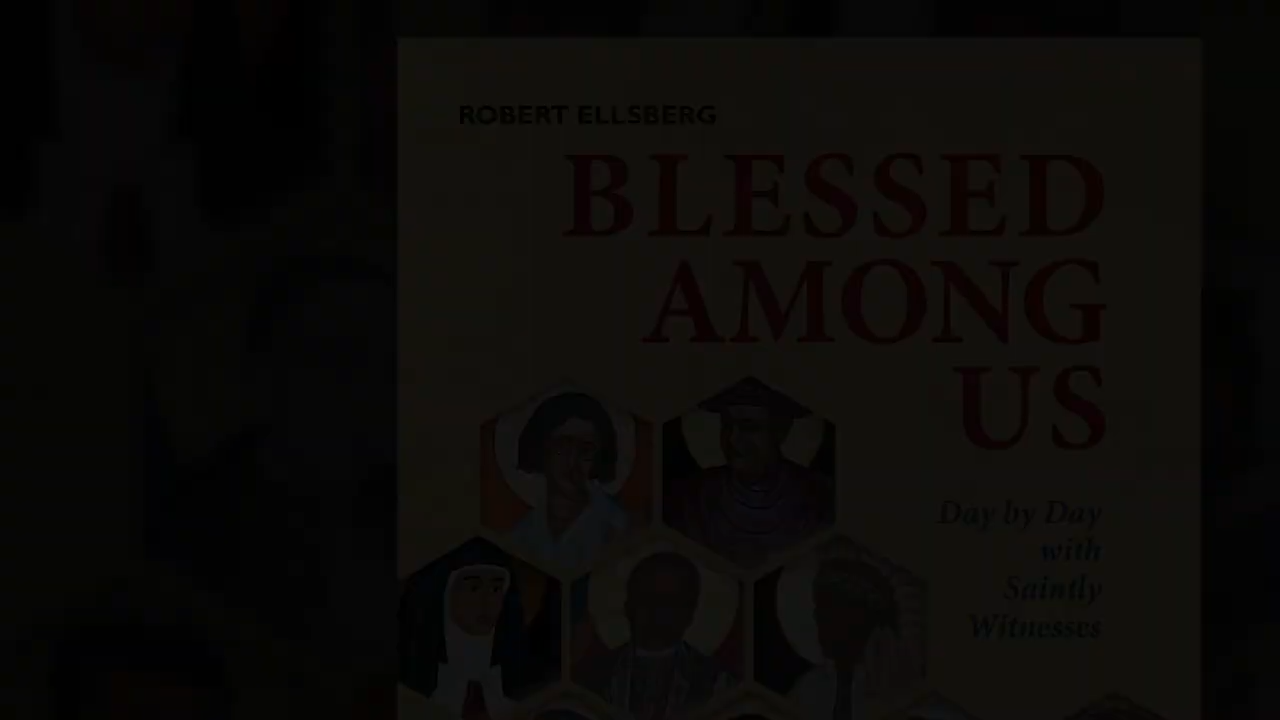 ROBERT ELLSBERG
BLESSED
AMONG
US
Day by Day
with
Saintly
Witnesses